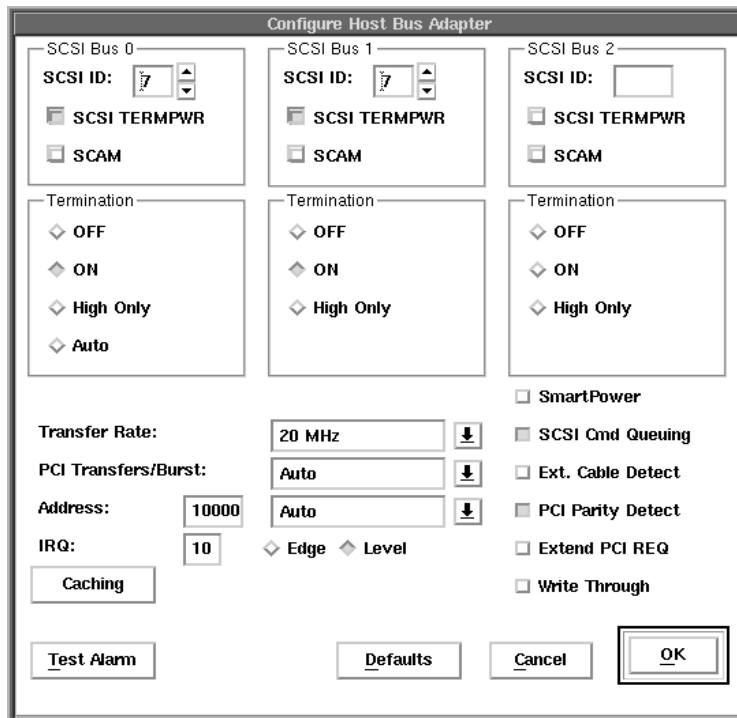 Configure Host Bus Adapter
SCSI Bus 0
SCSI ID: 7
SCSI TERMPWR
SCAM
SCSI Bus 1
SCSI ID: 7
SCSI TERMPWR
SCAM
SCSI Bus 2
SCSI ID:
SCSI TERMPWR
SCAM
Termination
OFF
ON
High Only
Auto
Termination
OFF
ON
High Only
Termination
OFF
ON
High Only
Transfer Rate: 20 MHz
PCI Transfers/Burst: Auto
Address: 10000 Auto
IRQ: 10 Edge Level
Caching
SmartPower
SCSI Cmd Queuing
Ext. Cable Detect
PCI Parity Detect
Extend PCI REQ
Write Through
Test Alarm Defaults Cancel OK